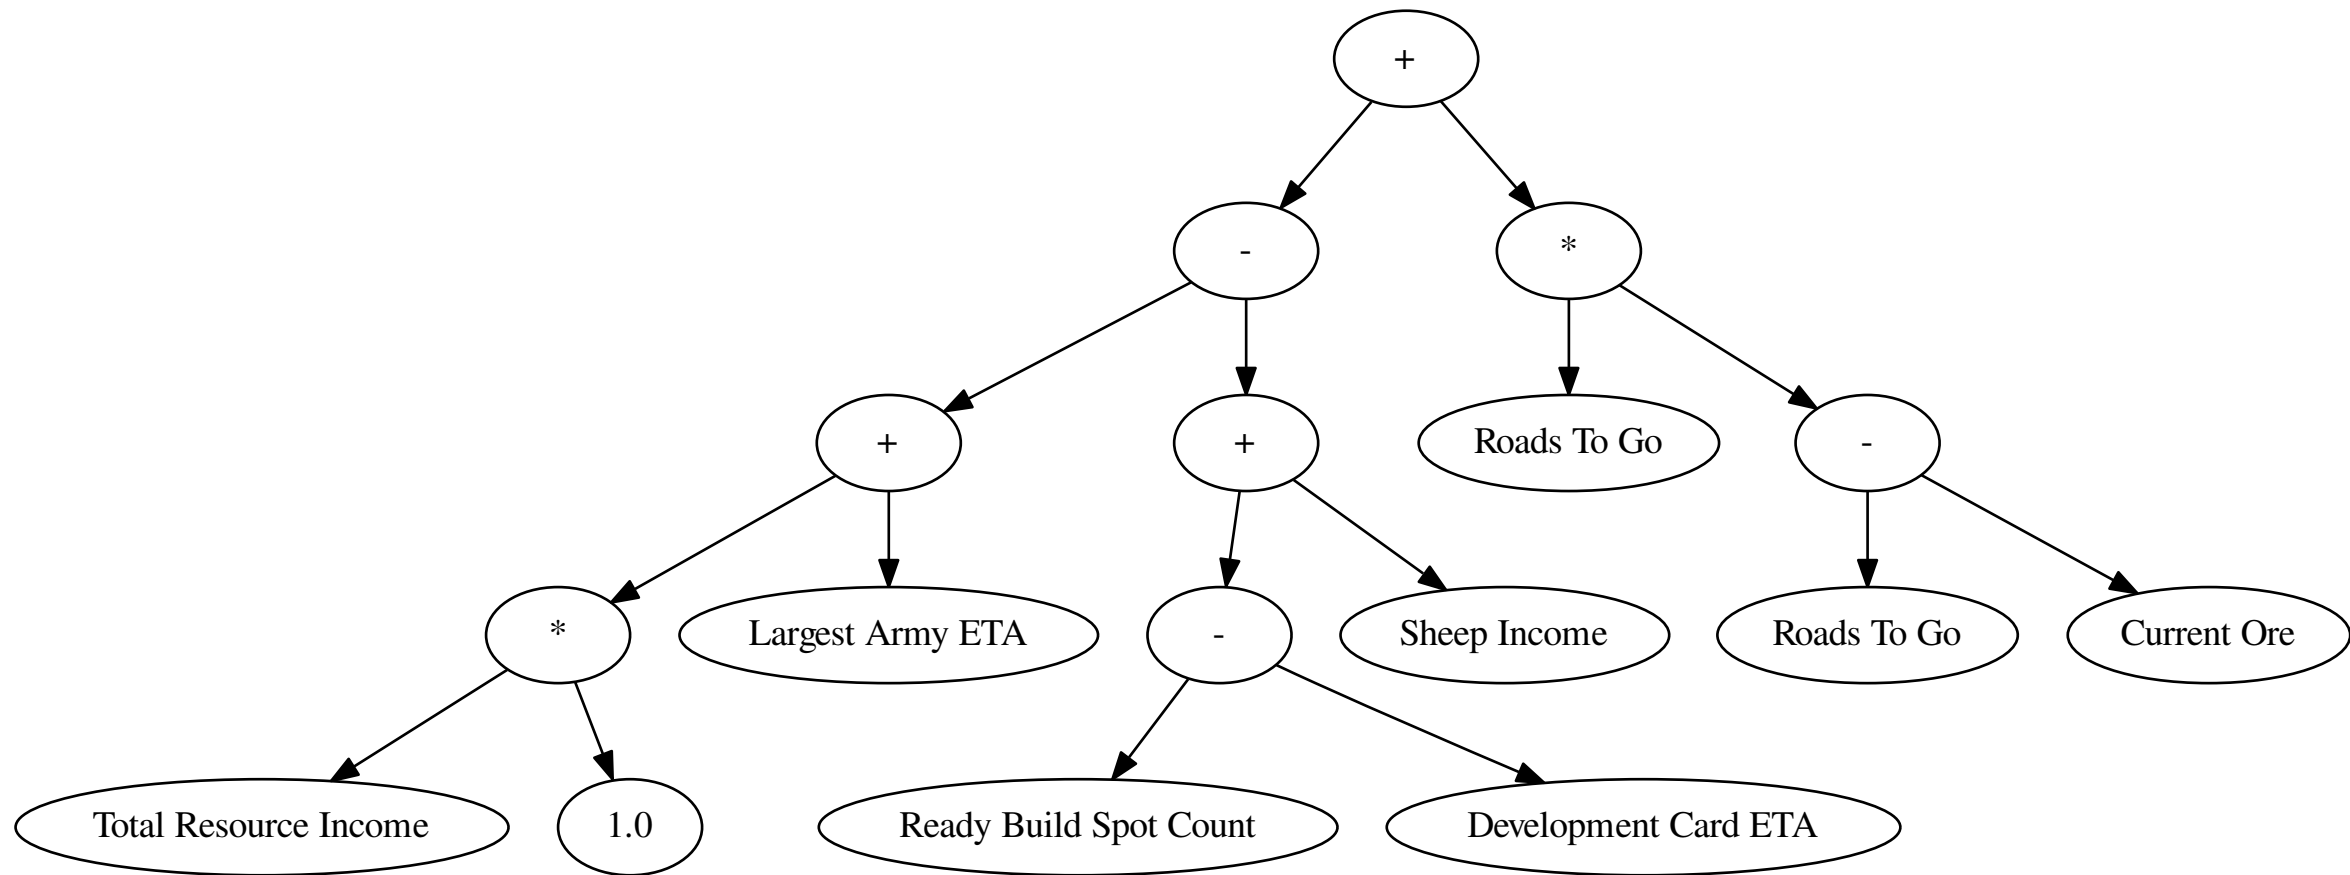 +
-
*
+
+
Roads To Go
-
*
Largest Army ETA
-
Sheep Income
Roads To Go
Current Ore
Total Resource Income
1.0
Ready Build Spot Count
Development Card ETA